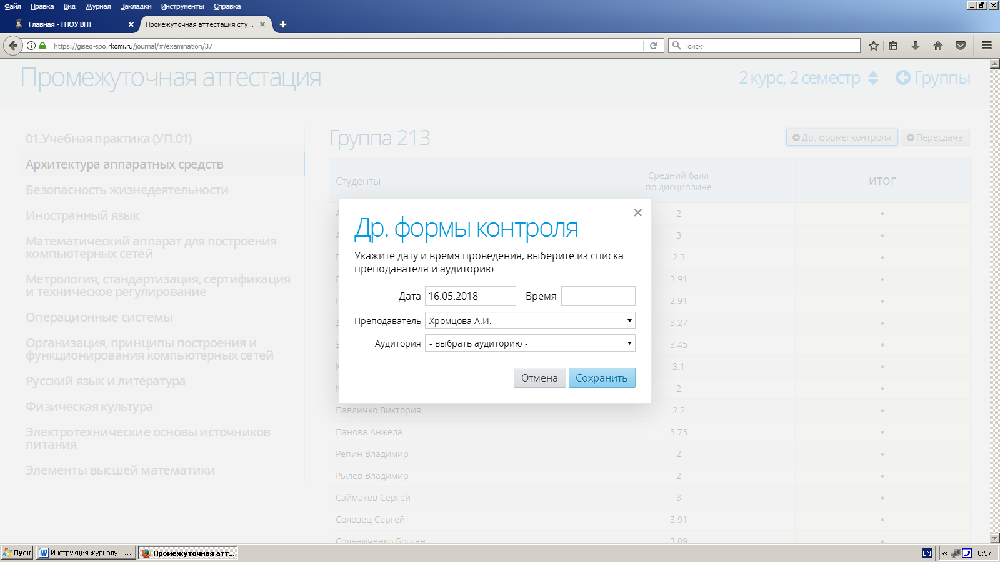 Файл Правка Вид Журнал Закладки Инструменты Справка
Главная - ГПОУ ВПТ
Промежуточная аттестация сту...
https://giseo-spo.rkomi.ru/journal/#/examination/37
Поиск
Промежуточная аттестация
2 курс, 2 семестр
Группы
01.Учебная практика (УП.01)
Архитектура аппаратных средств
Безопасность жизнедеятельности
Иностранный язык
Математический аппарат для построения
компьютерных сетей
Метрология, стандартизация, сертификация
и техническое регулирование
Операционные системы
Организация, принципы построения и
функционирования компьютерных сетей
Русский язык и литература
Физическая культура
Электротехнические основы источников
питания
Элементы высшей математики
Группа 213
Др. формы контроля
Пересдача
Студенты
Средний балл
по дисциплине
ИТОГ
2
3
2.3
3.91
2.91
3.27
3.45
3.1
2
Др. формы контроля
Укажите дату и время проведения, выберите из списка
преподавателя и аудиторию.
Дата 16.05.2018 Время
Преподаватель Хромцова А.И.
Аудитория - выбрать аудиторию -
Отмена Сохранить
Павличко Виктория 2.2
Панова Анжела 3.73
Репин Владимир 2
Рылев Владимир 2
Саймаков Сергей 3
Соловец Сергей 3.91
Сольниченко Богдан 3.09
Пуск
Инструкция журналу - ...
Промежуточная атт...
EN
8:57